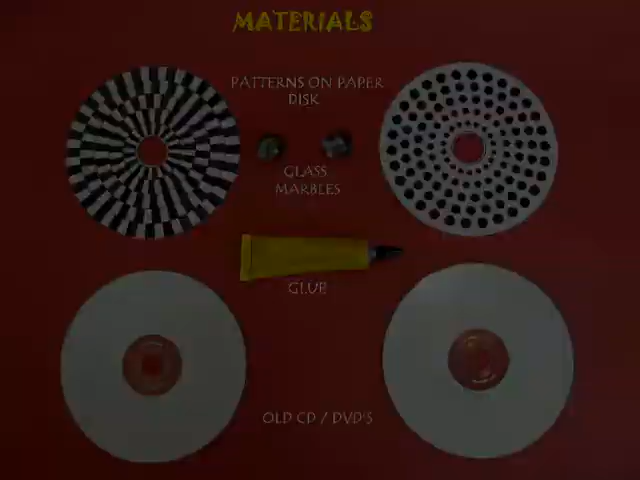 MATERIALS
PATTERNS ON PAPER
DISK
GLASS
MARBLES
GLUE
OLD CD / DVD'S